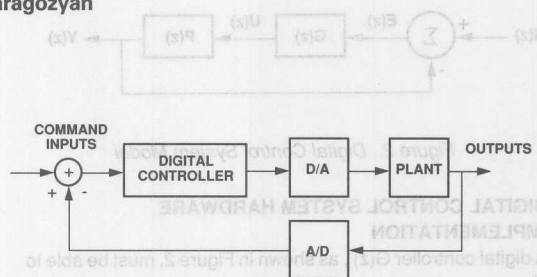 aragozyan
COMMAND
INPUTS
+
+ -
DIGITAL
CONTROLLER
D/A
PLANT
OUTPUTS
A/D
R(z)
+
-
Σ
E(z)
G(z)
U(z)
P(z)
Y(z)
Figure 2. Digital Control System Model
DIGITAL CONTROL SYSTEM HARDWARE
IMPLEMENTATION
A digital controller G(z), as shown in Figure 2, must be able to